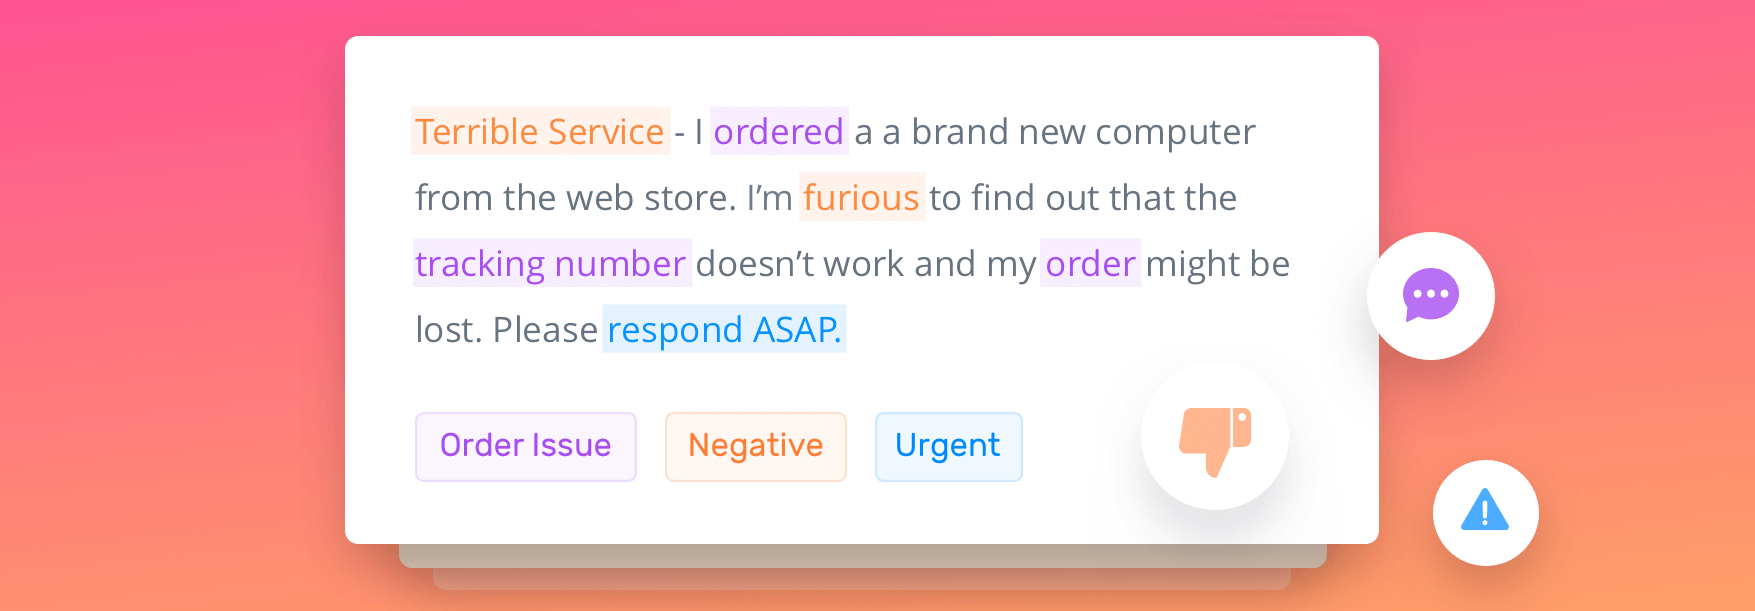 Terrible Service - I ordered a a brand new computer
from the web store. I’m furious to find out that the
tracking number doesn’t work and my order might be
lost. Please respond ASAP.
Order Issue Negative Urgent